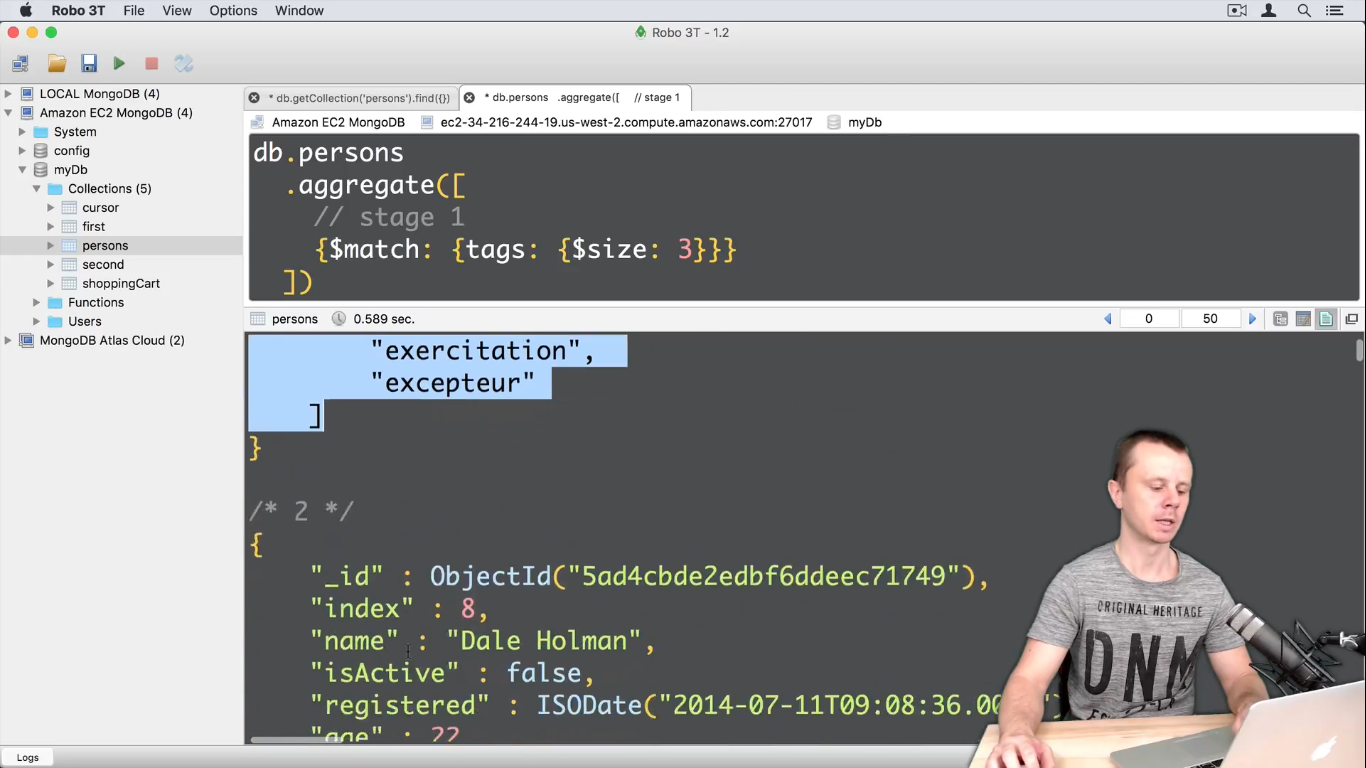 Robo 3T File View Options Window
Robo 3T - 1.2
LOCAL MongoDB (4)
Amazon EC2 MongoDB (4)
System
config
myDb
Collections (5)
cursor
first
persons
second
shoppingCart
Functions
Users
MongoDB Atlas Cloud (2)
* db.getCollection('persons').find({})
* db.persons .aggregate([ // stage 1
Amazon EC2 MongoDB ec2-34-216-244-19.us-west-2.compute.amazonaws.com:27017 myDb
db.persons
.aggregate([
// stage 1
{$match: {tags: {$size: 3}}}
])
persons 0.589 sec. 0 50
"exercitation",
"excepteur"
]
}
/* 2 */
{
"_id" : ObjectId("5ad4cbde2edbf6ddeec71749"),
"index" : 8,
"name" : "Dale Holman",
"isActive" : false,
"registered" : ISODate("2014-07-11T09:08:36.00
"age" : 22
Logs
ORIGINAL HERITAGE
DNM